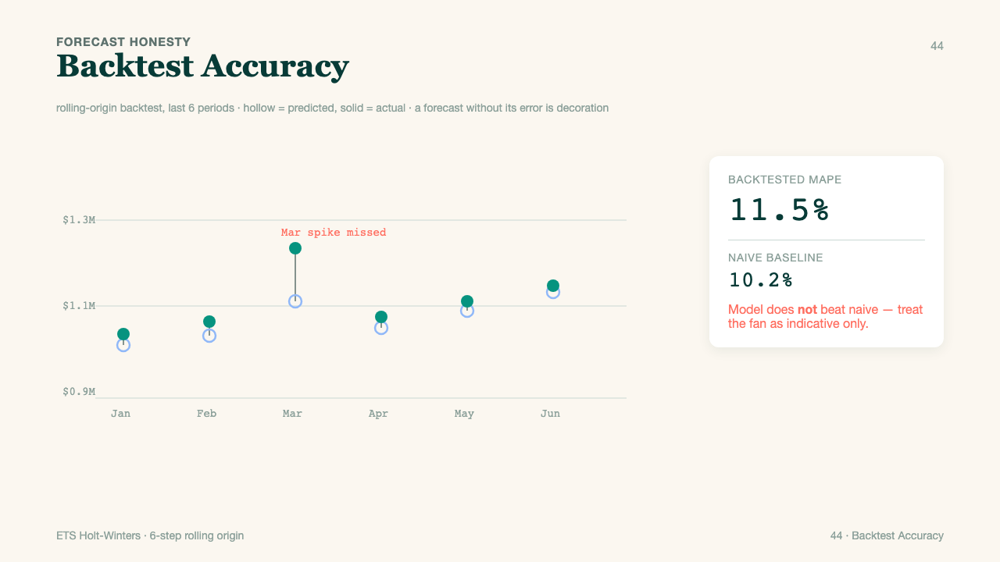 FORECAST HONESTY
44
Backtest Accuracy
rolling-origin backtest, last 6 periods · hollow = predicted, solid = actual · a forecast without its error is decoration
$1.3M
Mar spike missed
$1.1M
$0.9M
Jan Feb Mar Apr May Jun
BACKTESTED MAPE
11.5%
NAIVE BASELINE
10.2%
Model does not beat naive — treat
the fan as indicative only.
ETS Holt-Winters · 6-step rolling origin
44 · Backtest Accuracy